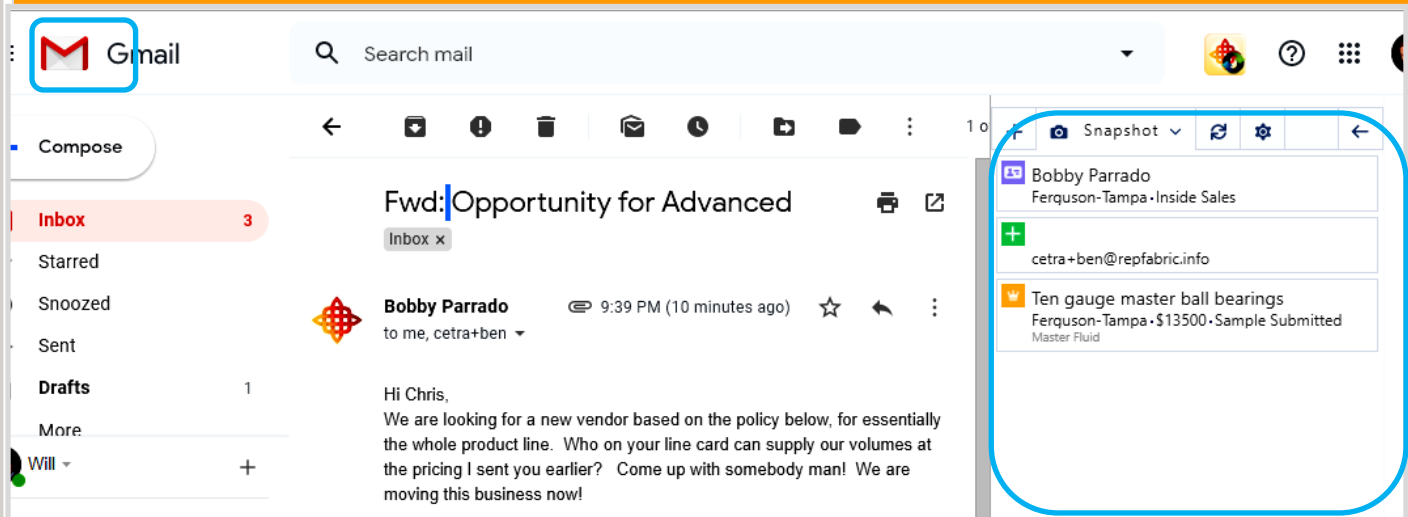 Gmail
Search mail
Compose
Inbox 3
Starred
Snoozed
Sent
Drafts 1
More
Will
1 o
Fwd: Opportunity for Advanced
Inbox x
Bobby Parrado 9:39 PM (10 minutes ago)
to me, cetra+ben
Hi Chris,
We are looking for a new vendor based on the policy below, for essentially
the whole product line. Who on your line card can supply our volumes at
the pricing I sent you earlier? Come up with somebody man! We are
moving this business now!
Snapshot
Bobby Parrado
Ferguson-Tampa•Inside Sales
cetra+ben@repfabric.info
Ten gauge master ball bearings
Ferguson-Tampa•$13500•Sample Submitted
Master Fluid